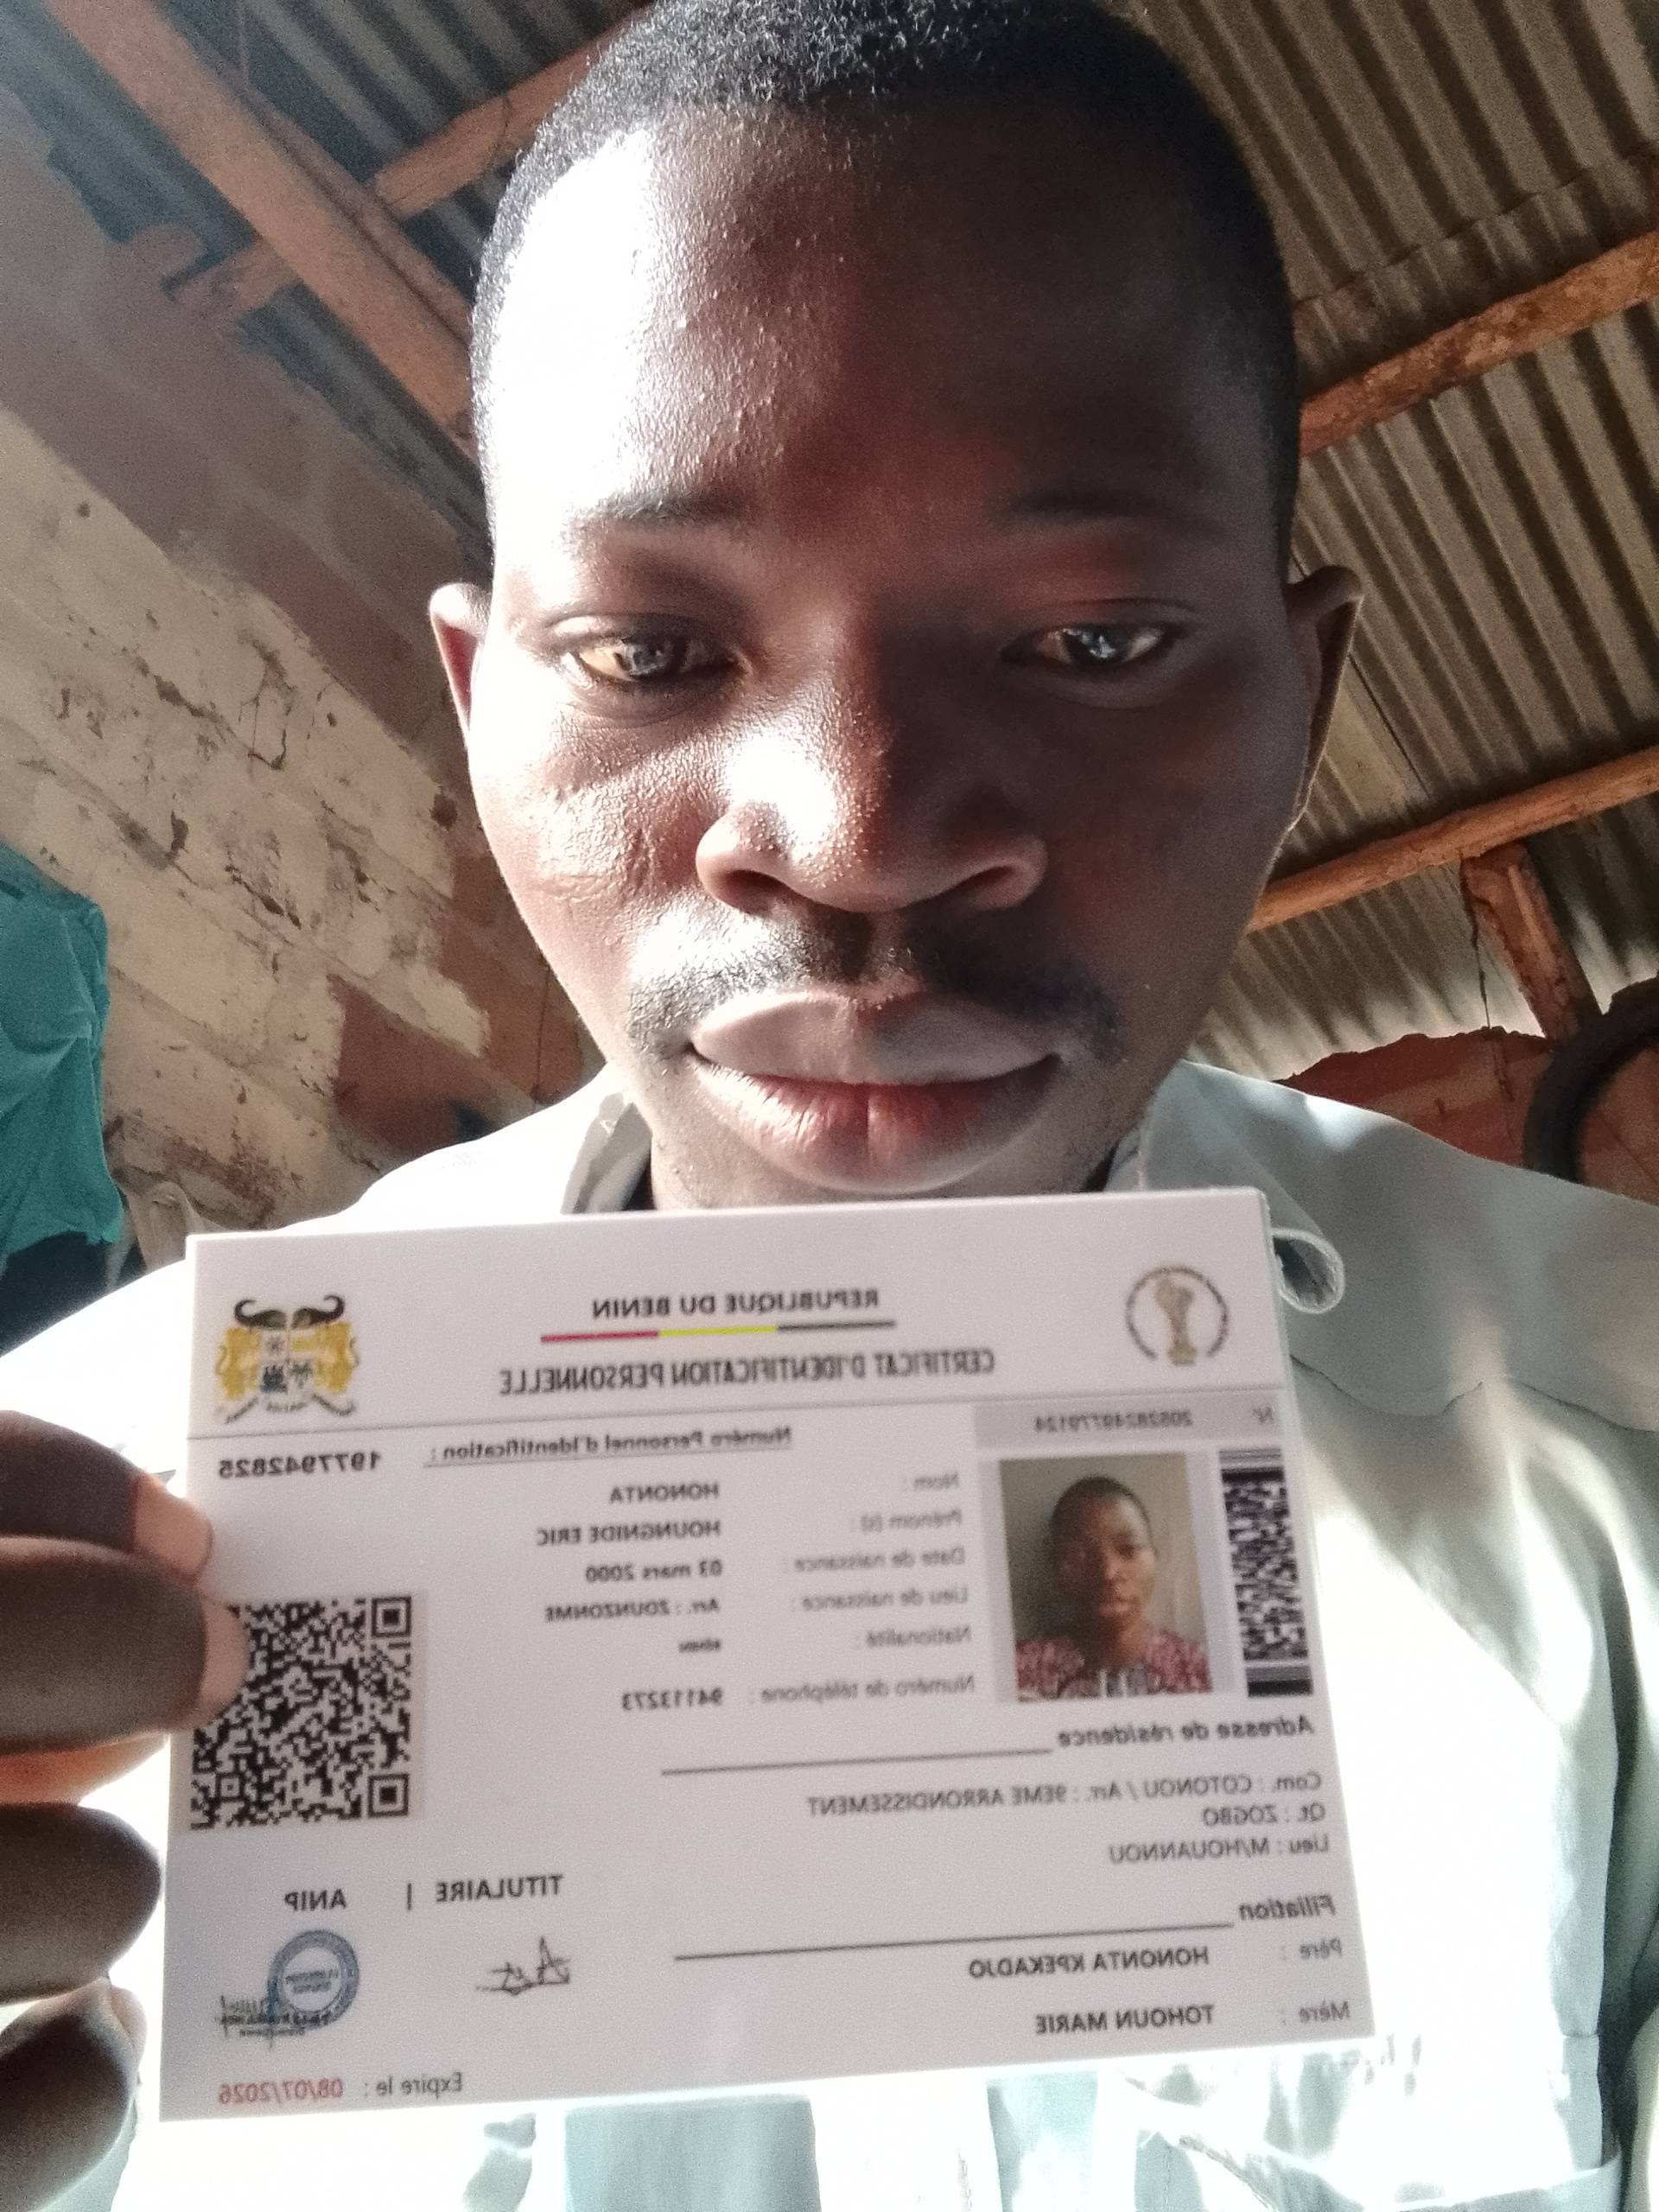 REPUBLIQUE DU BENIN
CERTIFICAT D'IDENTIFICATION PERSONNELLE
N° 20628249779124
Numéro Personnel d'Identification : 1977942825
Nom : HONONTA
Prénom (s) : HOUNGNIDE ERIC
Date de naissance : 03 mars 2000
Lieu de naissance : Arr. : ZOUNZONME
Nationalité : BÉNIN
Numéro de téléphone : 94113273
Adresse de résidence
Com. : COTONOU / Arr. : 9EME ARRONDISSEMENT
Qt. : ZOGBO
Lieu : M/HOUANNOU
TITULAIRE | ANIP
Filiation
Père : HONONTA KPEKADJO
Mère : TOHOUN MARIE
Expire le : 08/07/2026